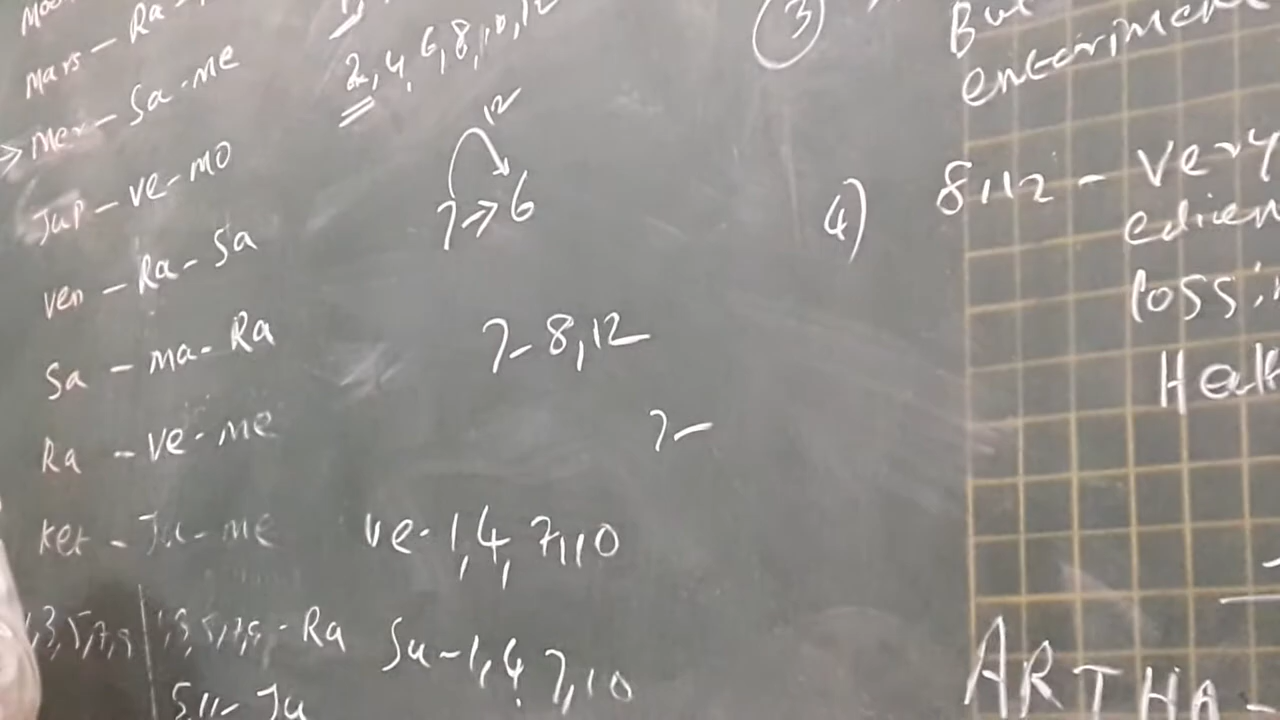 Mars - Ra
2, 4, 6, 8, 10, 12
→ Mer - Sa - me
12
7 → 6
Jup - ve - mo
Ven - Ra - Sa
Sa - ma - Ra
7 - 8, 12
Ra - ve - me
7 -
Ket - Ju - me
ve - 1, 4, 7, 10
1, 3, 5, 7, 9 - Ra
Su - 1, 4, 7, 10
5, 11 - Ju
3
But
4) 8, 12 - Very
loss
ARTHA -